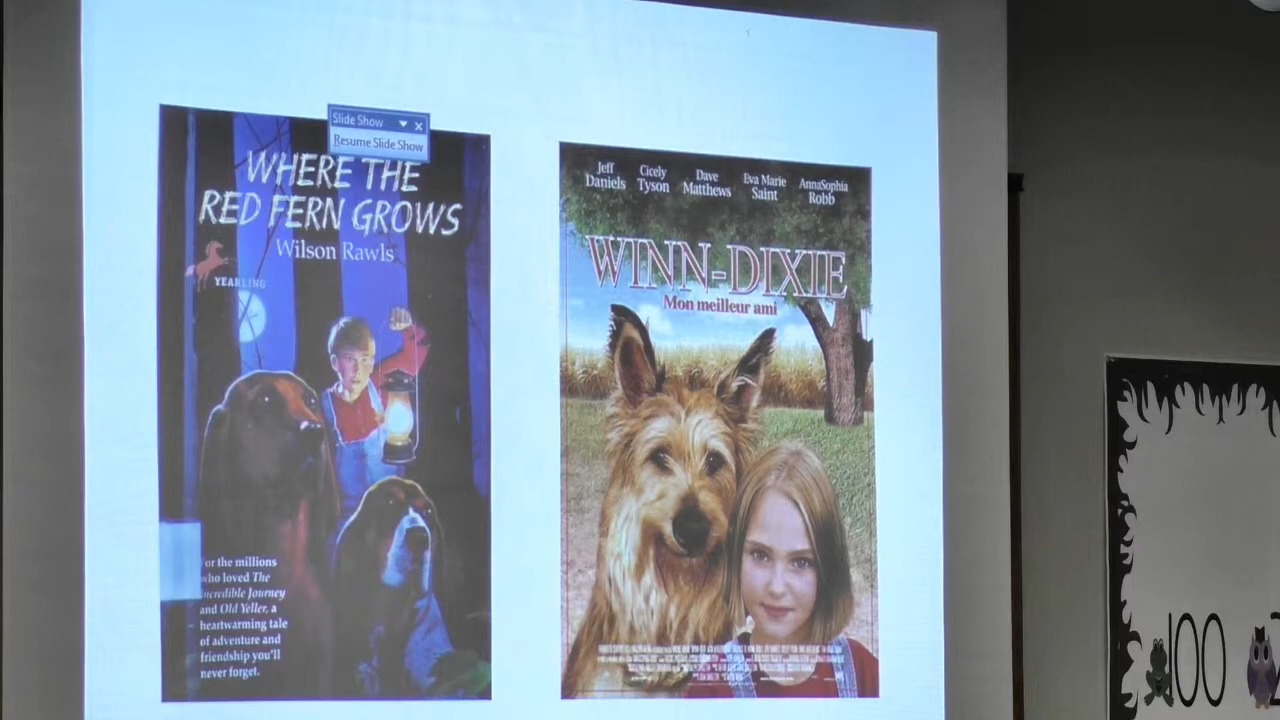 Slide Show
Resume Slide Show
WHERE THE
RED FERN GROWS
Wilson Rawls
YEARLING
For the millions
who loved The
Incredible Journey
and Old Yeller, a
heartwarming tale
of adventure and
friendship you'll
never forget.
Jeff Daniels Cicely Tyson Dave Matthews Eva Marie Saint AnnaSophia Robb
WINN-DIXIE
Mon meilleur ami
100